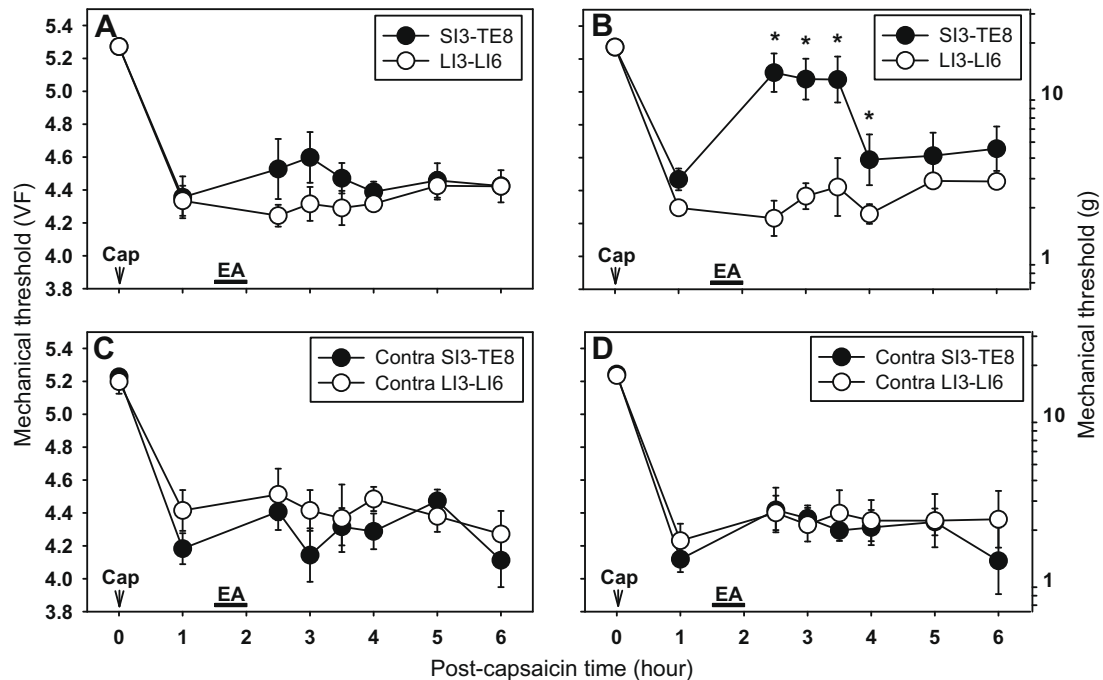 A
SI3-TE8
LI3-LI6
5.4
5.2
5.0
4.8
4.6
4.4
4.2
4.0
3.8
Cap
EA
B
SI3-TE8
LI3-LI6
* * *
*
Cap
EA
10
1
C
Contra SI3-TE8
Contra LI3-LI6
5.4
5.2
5.0
4.8
4.6
4.4
4.2
4.0
3.8
Cap
EA
0 1 2 3 4 5 6
D
Contra SI3-TE8
Contra LI3-LI6
Cap
EA
10
1
0 1 2 3 4 5 6
Mechanical threshold (VF)
Mechanical threshold (g)
Post-capsaicin time (hour)